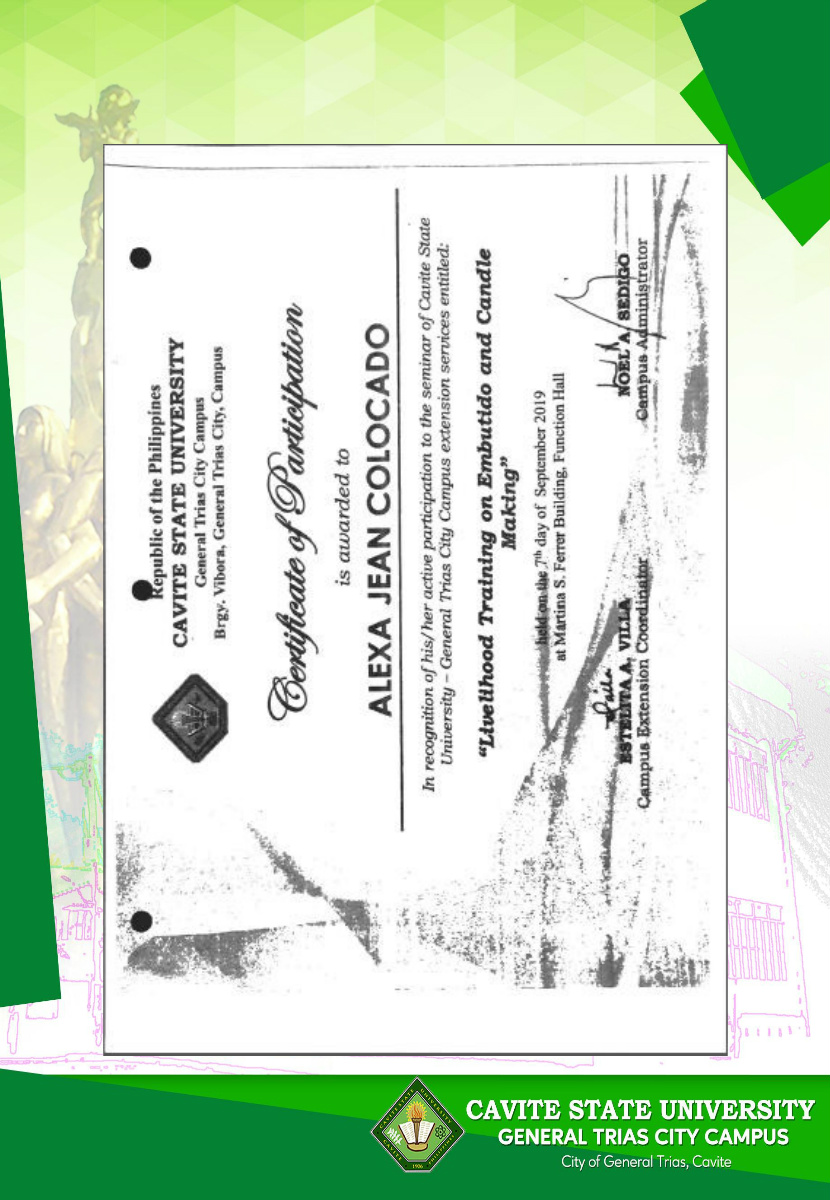 Republic of the Philippines
CAVITE STATE UNIVERSITY
General Trias City Campus
Brgy. Vibora, General Trias City, Campus
Certificate of Participation
is awarded to
ALEXA JEAN COLOCADO
In recognition of his/her active participation to the seminar of Cavite State
University – General Trias City Campus extension services entitled:
“Livelihood Training on Embutido and Candle
Making”
held on the 7th day of September 2019
at Martina S. Ferrer Building, Function Hall
ESTELITA A. VILLA
Campus Extension Coordinator
NOEL A. SEDIGO
Campus Administrator
CAVITE STATE UNIVERSITY
GENERAL TRIAS CITY CAMPUS
City of General Trias, Cavite
1906